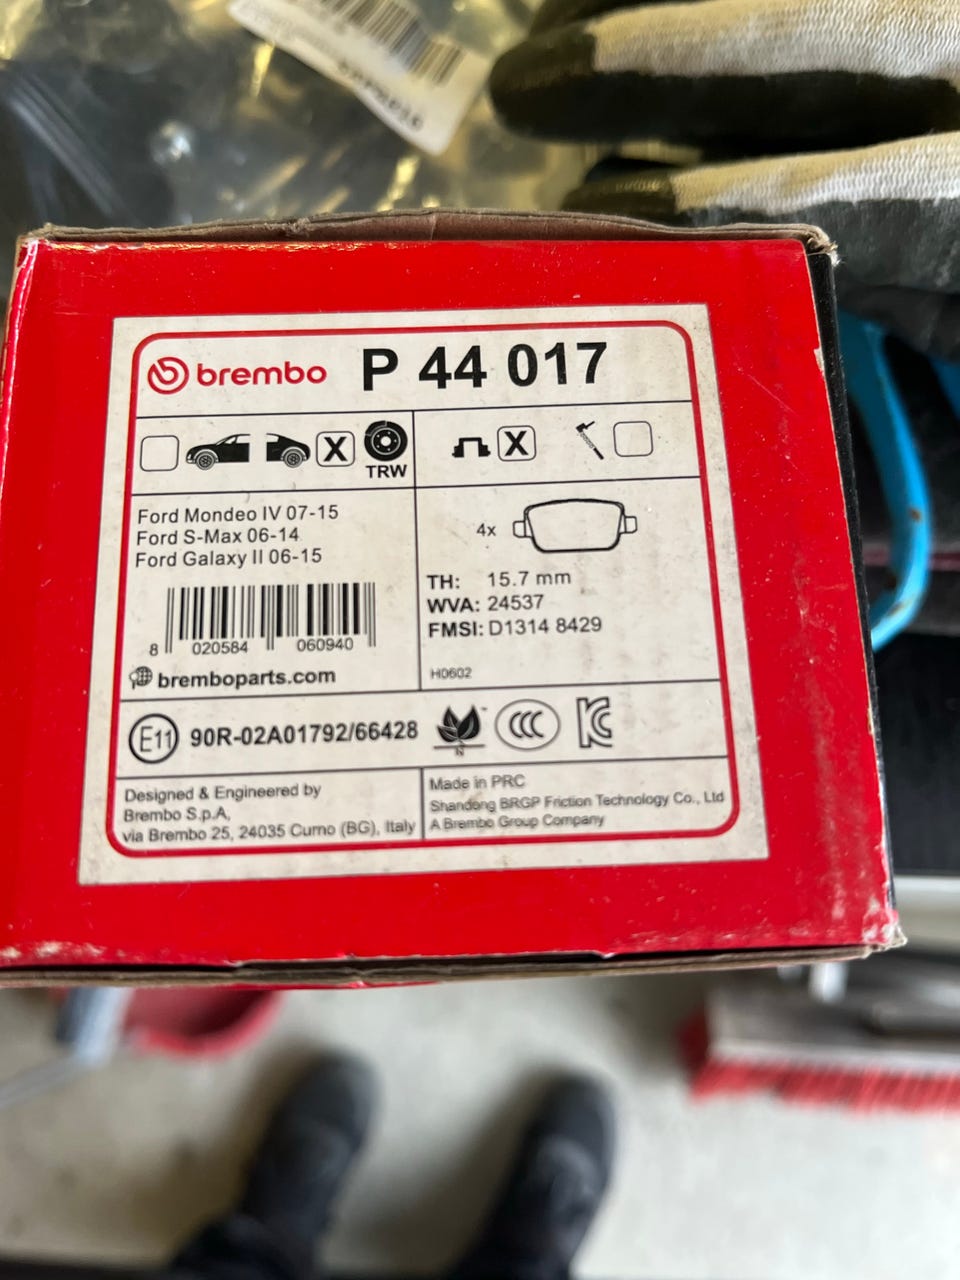 brembo P 44 017
X TRW X
Ford Mondeo IV 07-15
Ford S-Max 06-14
Ford Galaxy II 06-15
8 020584 060940
bremboparts.com
4x
TH: 15.7 mm
WVA: 24537
FMSI: D1314 8429
H0602
E11 90R-02A01792/66428 N CCC KC
Designed & Engineered by
Brembo S.p.A,
via Brembo 25, 24035 Curno (BG), Italy
Made in PRC
Shandong BRGP Friction Technology Co., Ltd
A Brembo Group Company